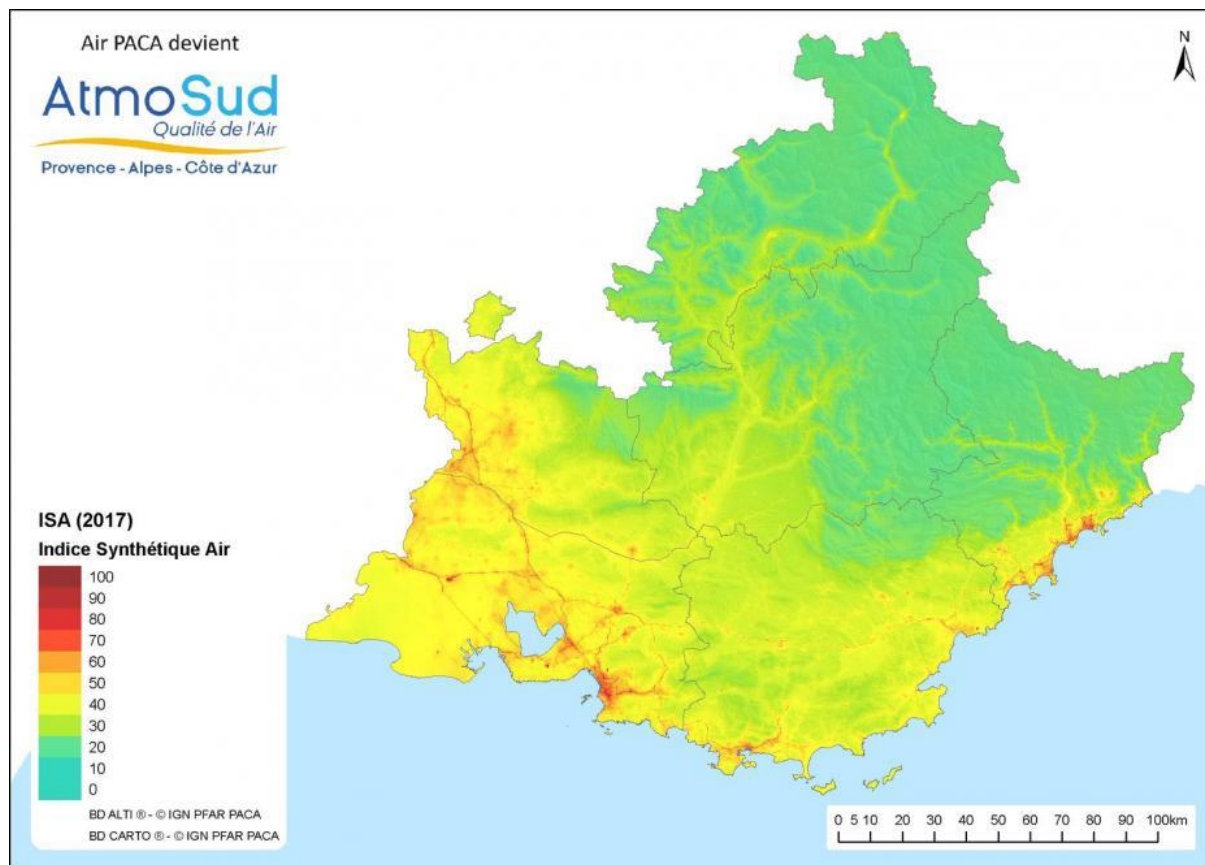 Air PACA devient
AtmoSud
Qualité de l'Air
Provence - Alpes - Côte d'Azur
N
ISA (2017)
Indice Synthétique Air
100
90
80
70
60
50
40
30
20
10
0
BD ALTI ® - © IGN PFAR PACA
BD CARTO ® - © IGN PFAR PACA
0 5 10 20 30 40 50 60 70 80 90 100km